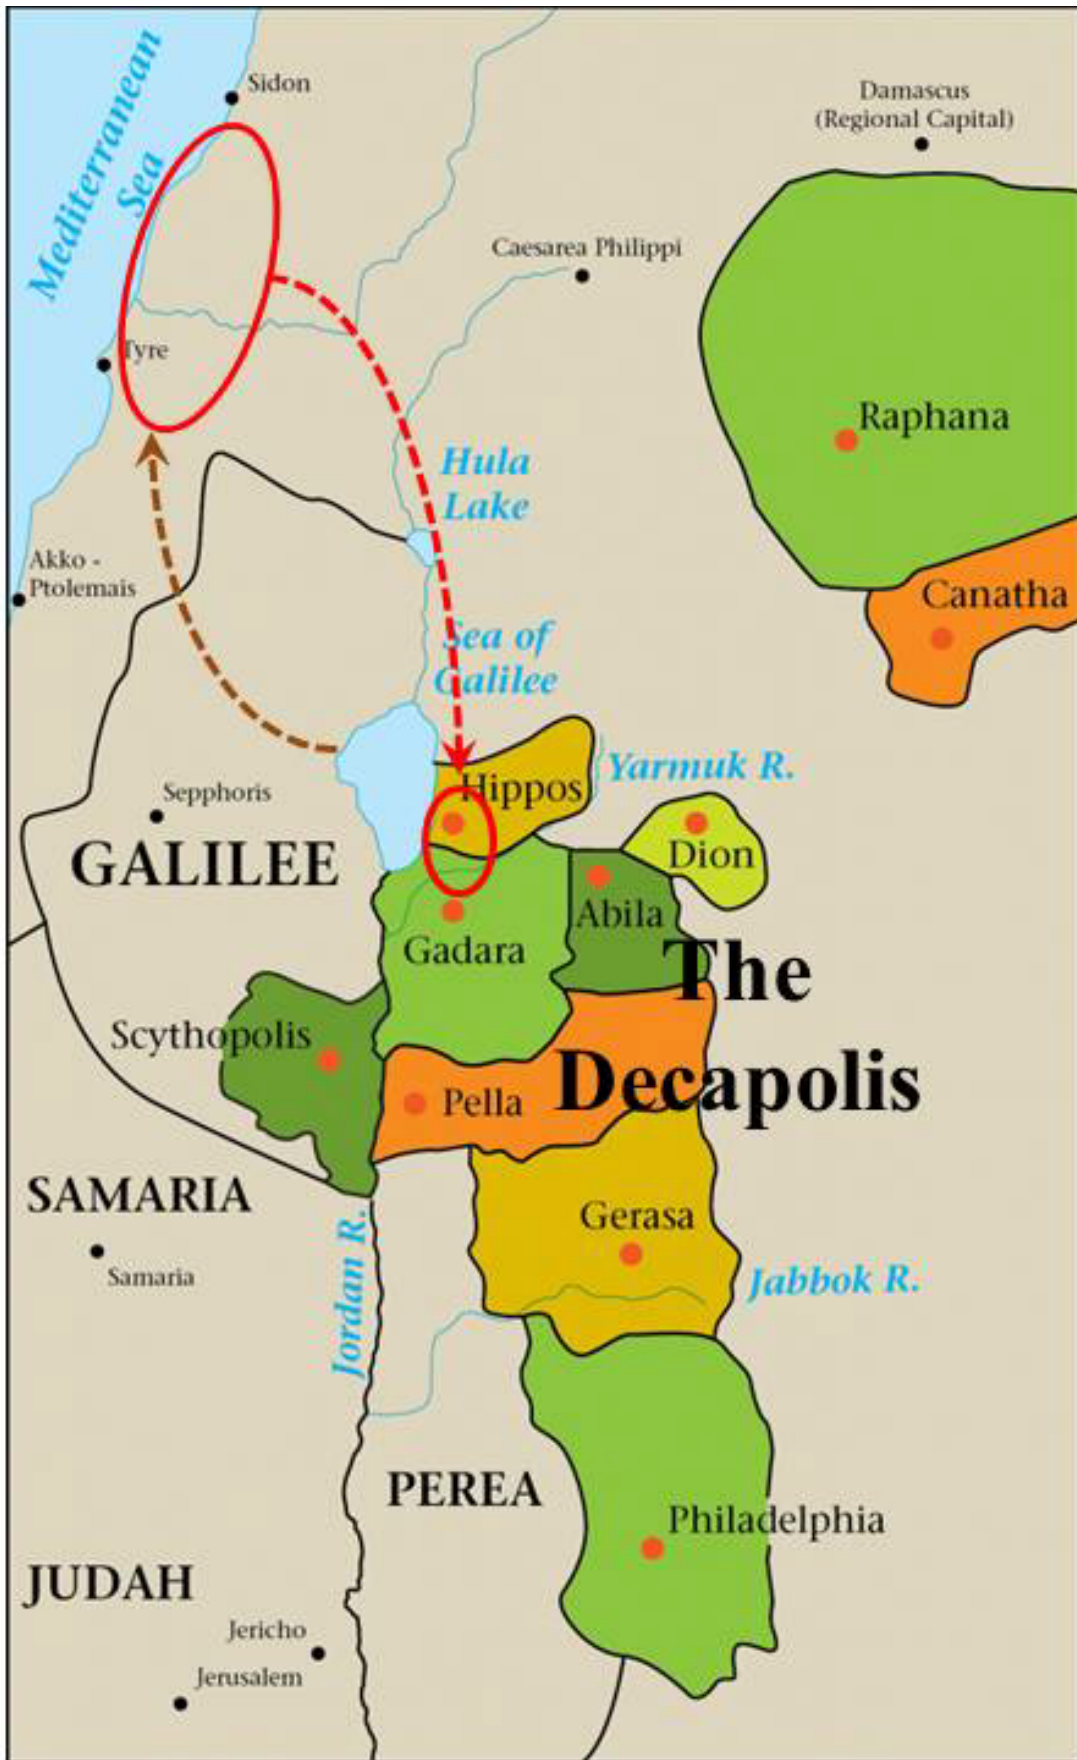 Mediterranean
Sea
Sidon
Damascus
(Regional Capital)
Caesarea Philippi
Tyre
Raphana
Hula
Lake
Akko -
Ptolemais
Canatha
Sea of
Galilee
Hippos
Yarmuk R.
Sepphoris
GALILEE
Dion
Abila
Gadara
The
Decapolis
Scythopolis
Pella
SAMARIA
Samaria
Gerasa
Jordan R.
Jabbok R.
PEREA
Philadelphia
JUDAH
Jericho
Jerusalem